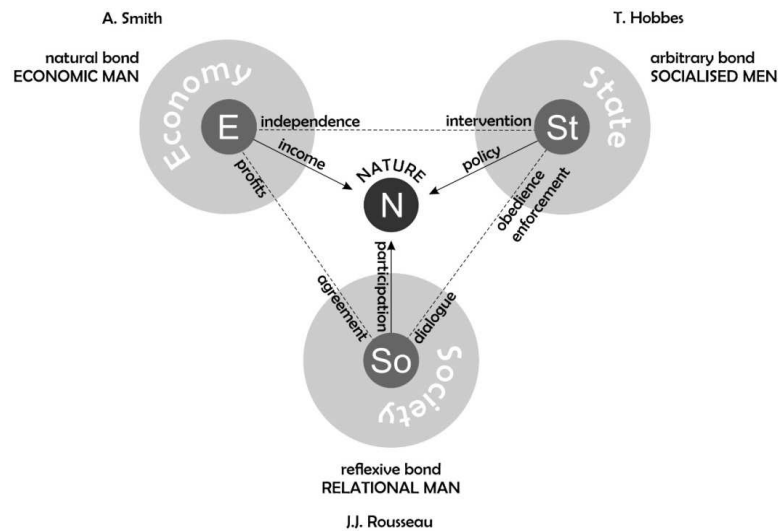 A. Smith
T. Hobbes
natural bond
ECONOMIC MAN
arbitrary bond
SOCIALISED MEN
Economy
State
E
independence
intervention
St
income
policy
profits
NATURE
N
obedience
enforcement
participation
agreement
dialogue
So
Society
reflexive bond
RELATIONAL MAN
J.J. Rousseau